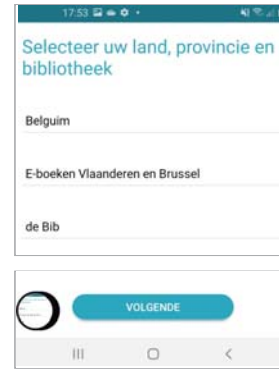 17:53
Selecteer uw land, provincie en
bibliotheek
Belguim
E-boeken Vlaanderen en Brussel
de Bib
VOLGENDE